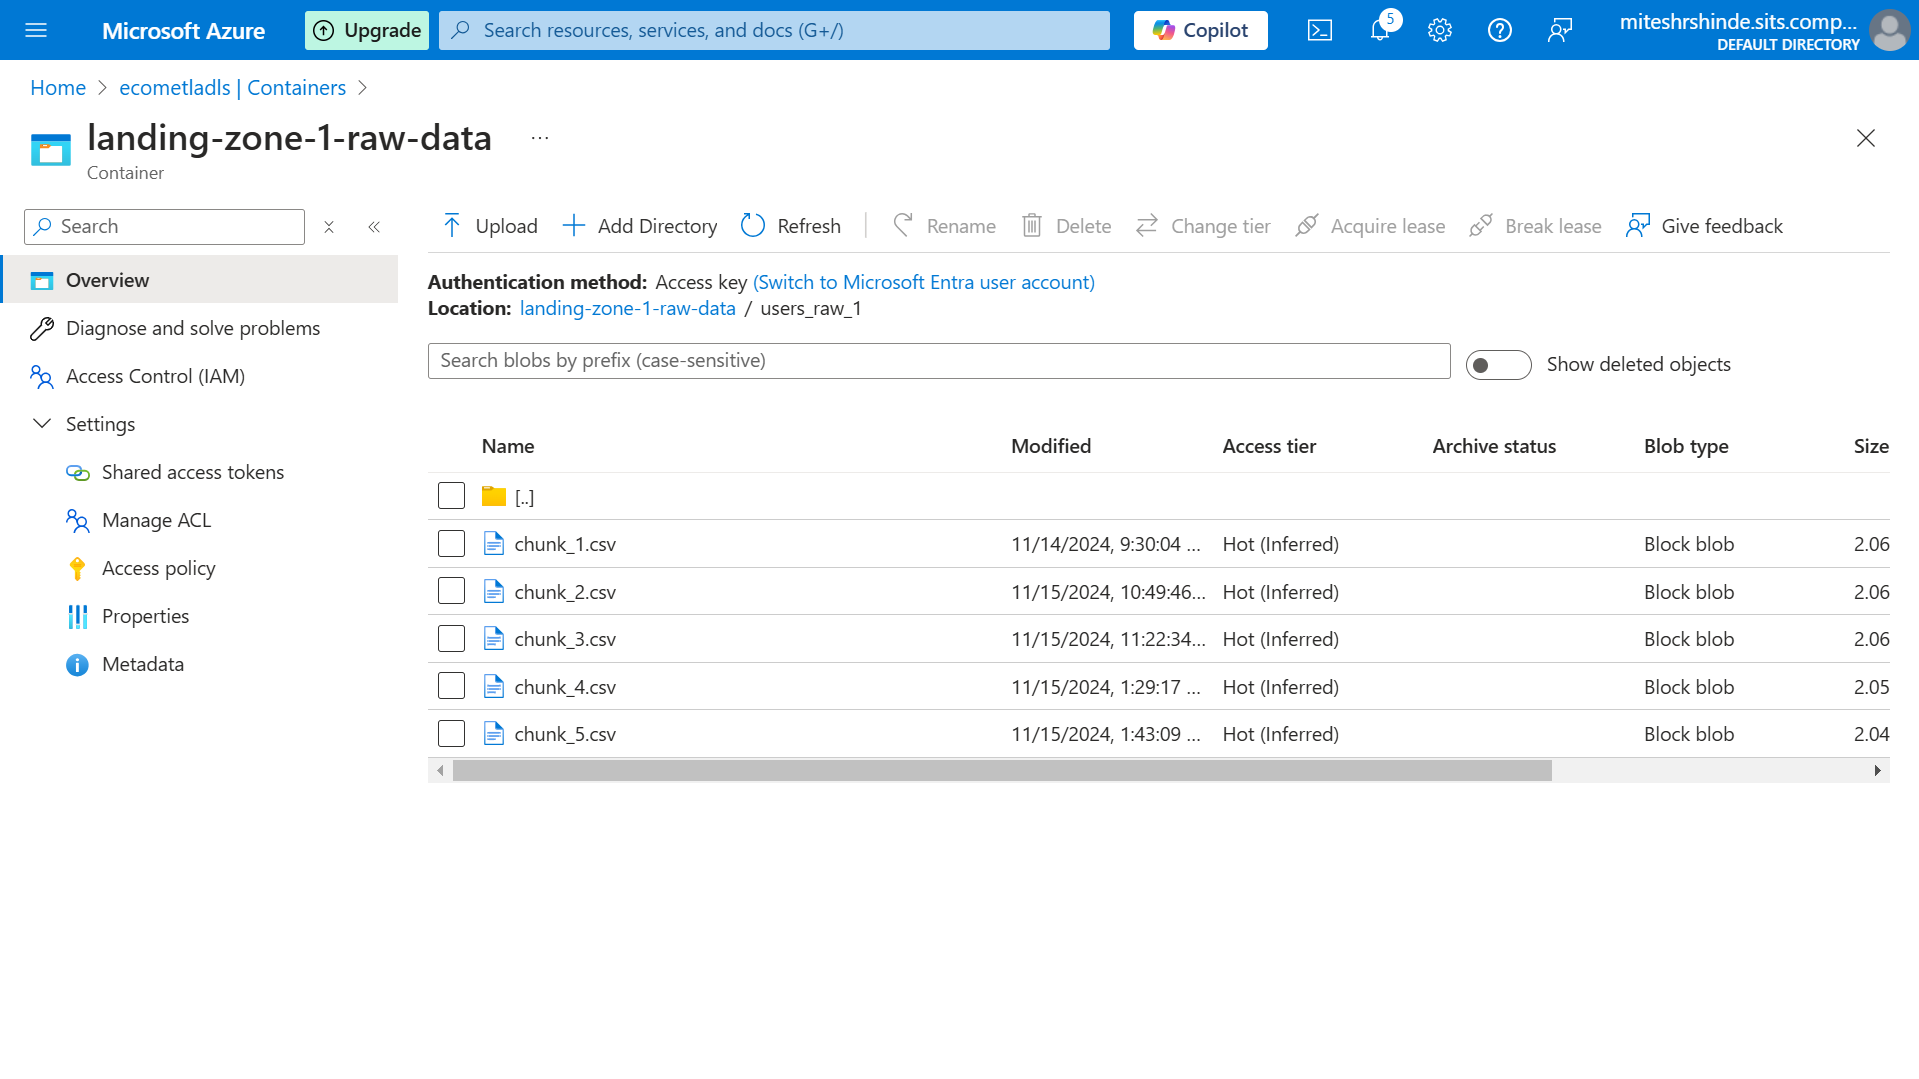 Microsoft Azure
Upgrade
Search resources, services, and docs (G+/)
Copilot
5
miteshrshinde.sits.comp...
DEFAULT DIRECTORY
Home
ecometladls | Containers
landing-zone-1-raw-data
...
Container
Search
Upload
Add Directory
Refresh
Rename
Delete
Change tier
Acquire lease
Break lease
Give feedback
Overview
Diagnose and solve problems
Access Control (IAM)
Settings
Shared access tokens
Manage ACL
Access policy
Properties
Metadata
Authentication method: Access key (Switch to Microsoft Entra user account)
Location: landing-zone-1-raw-data / users_raw_1
Search blobs by prefix (case-sensitive)
Show deleted objects
Name Modified Access tier Archive status Blob type Size
[..]
chunk_1.csv 11/14/2024, 9:30:04 ... Hot (Inferred) Block blob 2.06
chunk_2.csv 11/15/2024, 10:49:46... Hot (Inferred) Block blob 2.06
chunk_3.csv 11/15/2024, 11:22:34... Hot (Inferred) Block blob 2.06
chunk_4.csv 11/15/2024, 1:29:17 ... Hot (Inferred) Block blob 2.05
chunk_5.csv 11/15/2024, 1:43:09 ... Hot (Inferred) Block blob 2.04